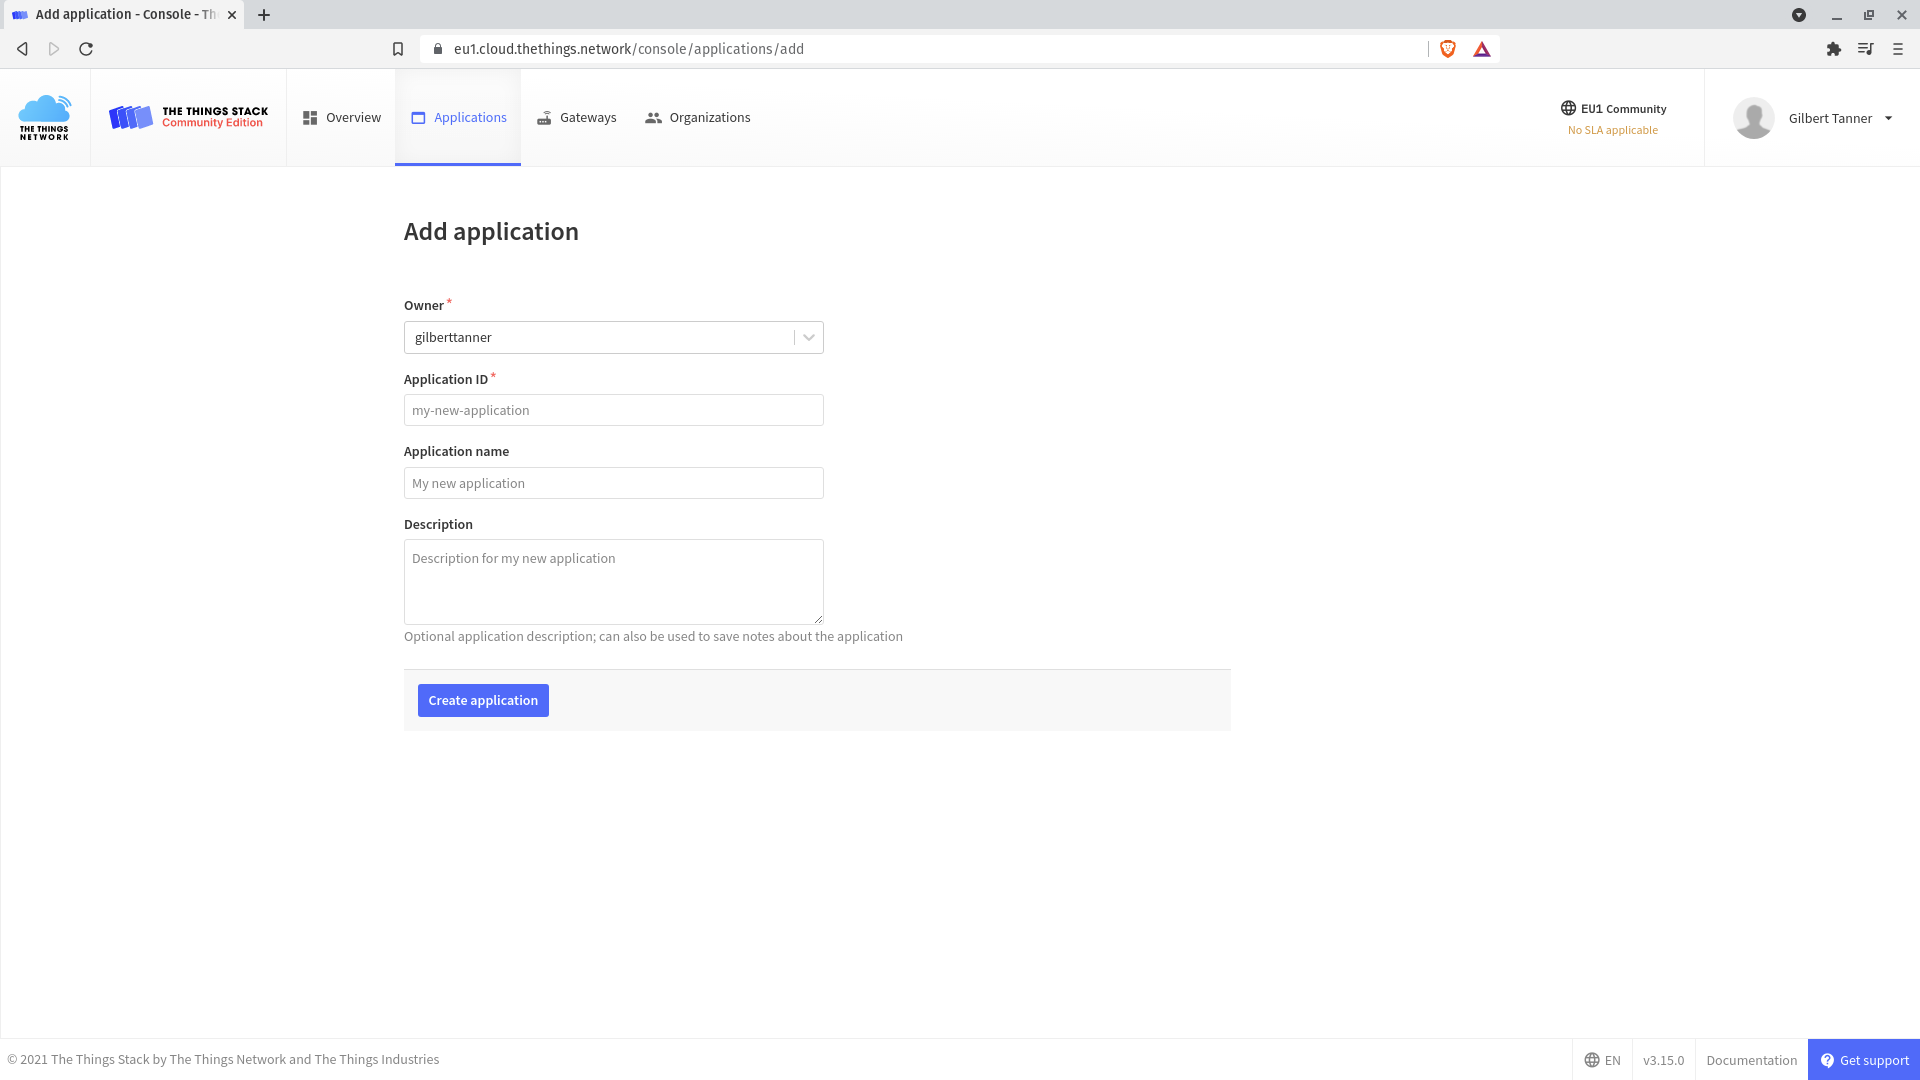 Add application - Console - Th
eu1.cloud.thethings.network/console/applications/add
THE THINGS
NETWORK
THE THINGS STACK
Community Edition
Overview
Applications
Gateways
Organizations
EU1 Community
No SLA applicable
Gilbert Tanner
Add application
Owner *
gilberttanner
Application ID *
my-new-application
Application name
My new application
Description
Description for my new application
Optional application description; can also be used to save notes about the application
Create application
© 2021 The Things Stack by The Things Network and The Things Industries
EN
v3.15.0
Documentation
Get support